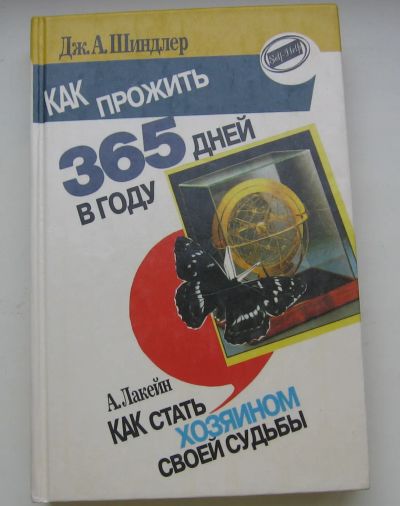 Дж. А. Шиндлер
Self-Help
КАК ПРОЖИТЬ
365 ДНЕЙ
В ГОДУ
А. Лакейн
КАК СТАТЬ
ХОЗЯИНОМ
СВОЕЙ СУДЬБЫ